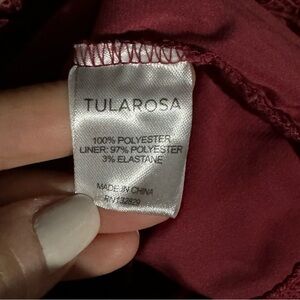 TULAROSA
100% POLYESTER
LINER: 97% POLYESTER
3% ELASTANE
MADE IN CHINA